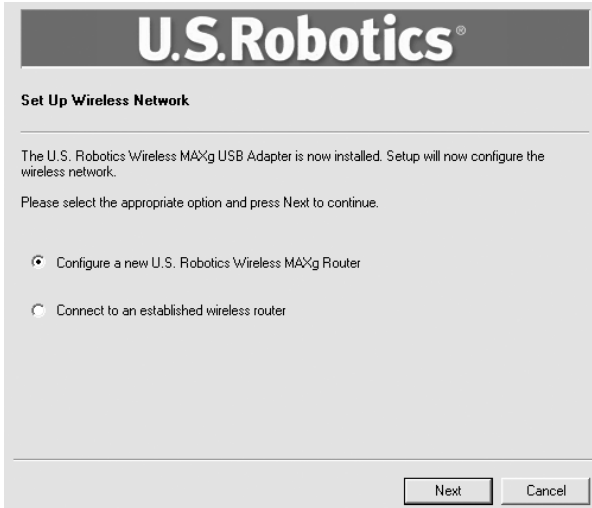 U.S.Robotics®
Set Up Wireless Network
The U.S. Robotics Wireless MAXg USB Adapter is now installed. Setup will now configure the
wireless network.
Please select the appropriate option and press Next to continue.
Configure a new U.S. Robotics Wireless MAXg Router
Connect to an established wireless router
Next Cancel